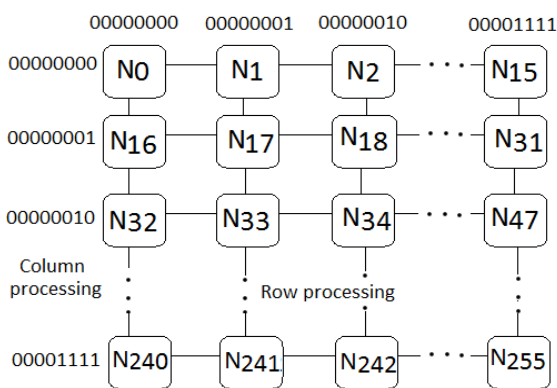 00000000 00000001 00000010 00001111
00000000 N0 N1 N2 ··· N15
00000001 N16 N17 N18 ··· N31
00000010 N32 N33 N34 ··· N47
Column
processing
Row processing
00001111 N240 N241 N242 ··· N255